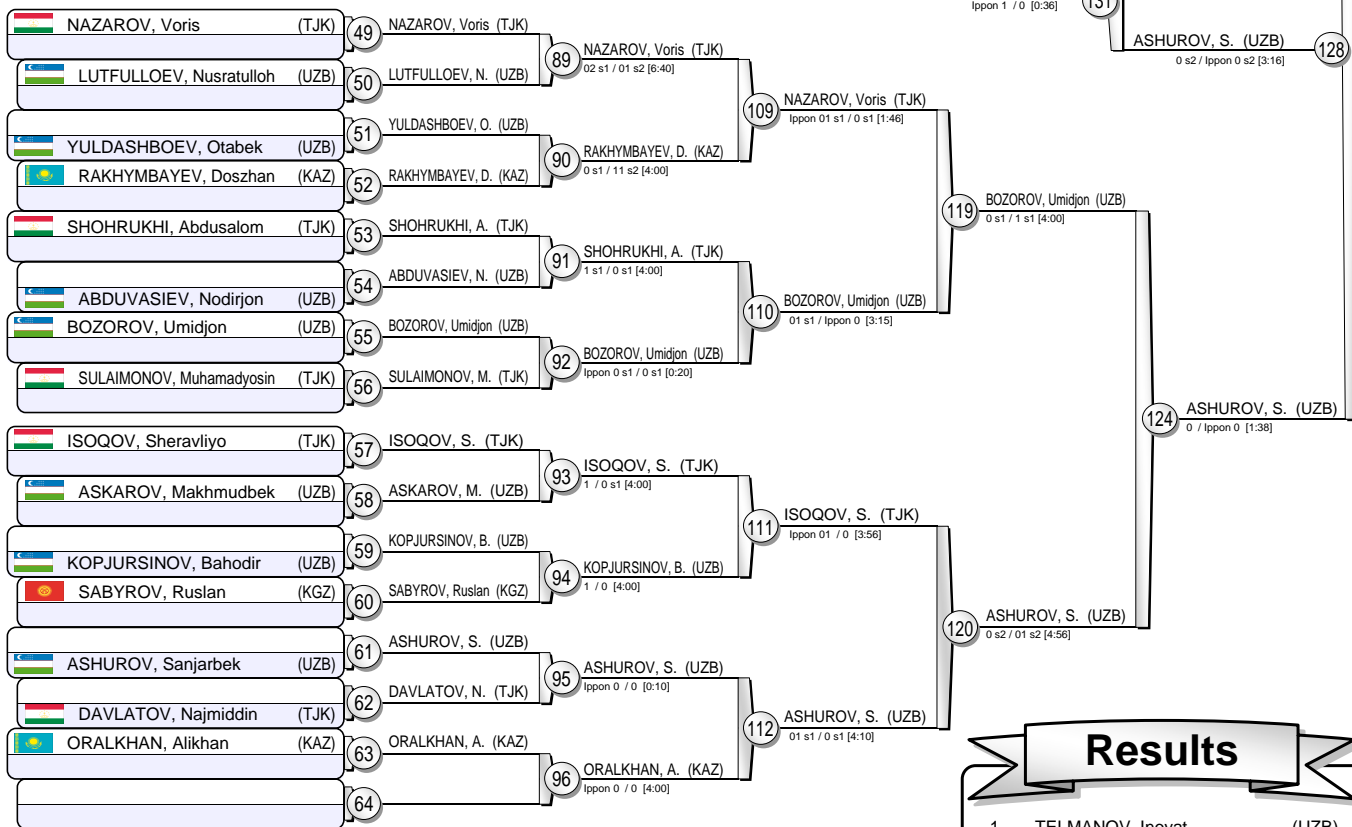 Ippon 1 / 0 [0:36]
131
ASHUROV, S. (UZB)
0 s2 / Ippon 0 s2 [3:16]
128
NAZAROV, Voris (TJK)
49
LUTFULLOEV, Nusratulloh (UZB)
50
51
YULDASHBOEV, Otabek (UZB)
RAKHYMBAYEV, Doszhan (KAZ)
52
SHOHRUKHI, Abdusalom (TJK)
53
54
ABDUVASIEV, Nodirjon (UZB)
BOZOROV, Umidjon (UZB)
55
SULAIMONOV, Muhamadyosin (TJK)
56
ISOQOV, Sheravliyo (TJK)
57
ASKAROV, Makhmudbek (UZB)
58
59
KOPJURSINOV, Bahodir (UZB)
SABYROV, Ruslan (KGZ)
60
61
ASHUROV, Sanjarbek (UZB)
62
DAVLATOV, Najmiddin (TJK)
ORALKHAN, Alikhan (KAZ)
63
64
NAZAROV, Voris (TJK)
LUTFULLOEV, N. (UZB)
YULDASHBOEV, O. (UZB)
RAKHYMBAYEV, D. (KAZ)
SHOHRUKHI, A. (TJK)
ABDUVASIEV, N. (UZB)
BOZOROV, Umidjon (UZB)
SULAIMONOV, M. (TJK)
ISOQOV, S. (TJK)
ASKAROV, M. (UZB)
KOPJURSINOV, B. (UZB)
SABYROV, Ruslan (KGZ)
ASHUROV, S. (UZB)
DAVLATOV, N. (TJK)
ORALKHAN, A. (KAZ)
89
NAZAROV, Voris (TJK)
02 s1 / 01 s2 [6:40]
90
RAKHYMBAYEV, D. (KAZ)
0 s1 / 11 s2 [4:00]
91
SHOHRUKHI, A. (TJK)
1 s1 / 0 s1 [4:00]
92
BOZOROV, Umidjon (UZB)
Ippon 0 s1 / 0 s1 [0:20]
93
ISOQOV, S. (TJK)
1 / 0 s1 [4:00]
94
KOPJURSINOV, B. (UZB)
1 / 0 [4:00]
95
ASHUROV, S. (UZB)
Ippon 0 / 0 [0:10]
96
ORALKHAN, A. (KAZ)
Ippon 0 / 0 [4:00]
109
NAZAROV, Voris (TJK)
Ippon 01 s1 / 0 s1 [1:46]
110
BOZOROV, Umidjon (UZB)
01 s1 / Ippon 0 [3:15]
111
ISOQOV, S. (TJK)
Ippon 01 / 0 [3:56]
112
ASHUROV, S. (UZB)
01 s1 / 0 s1 [4:10]
119
BOZOROV, Umidjon (UZB)
0 s1 / 1 s1 [4:00]
120
ASHUROV, S. (UZB)
0 s2 / 01 s2 [4:56]
124
ASHUROV, S. (UZB)
0 / Ippon 0 [1:38]
Results
1 TELMANOV, Inoyat (UZB)